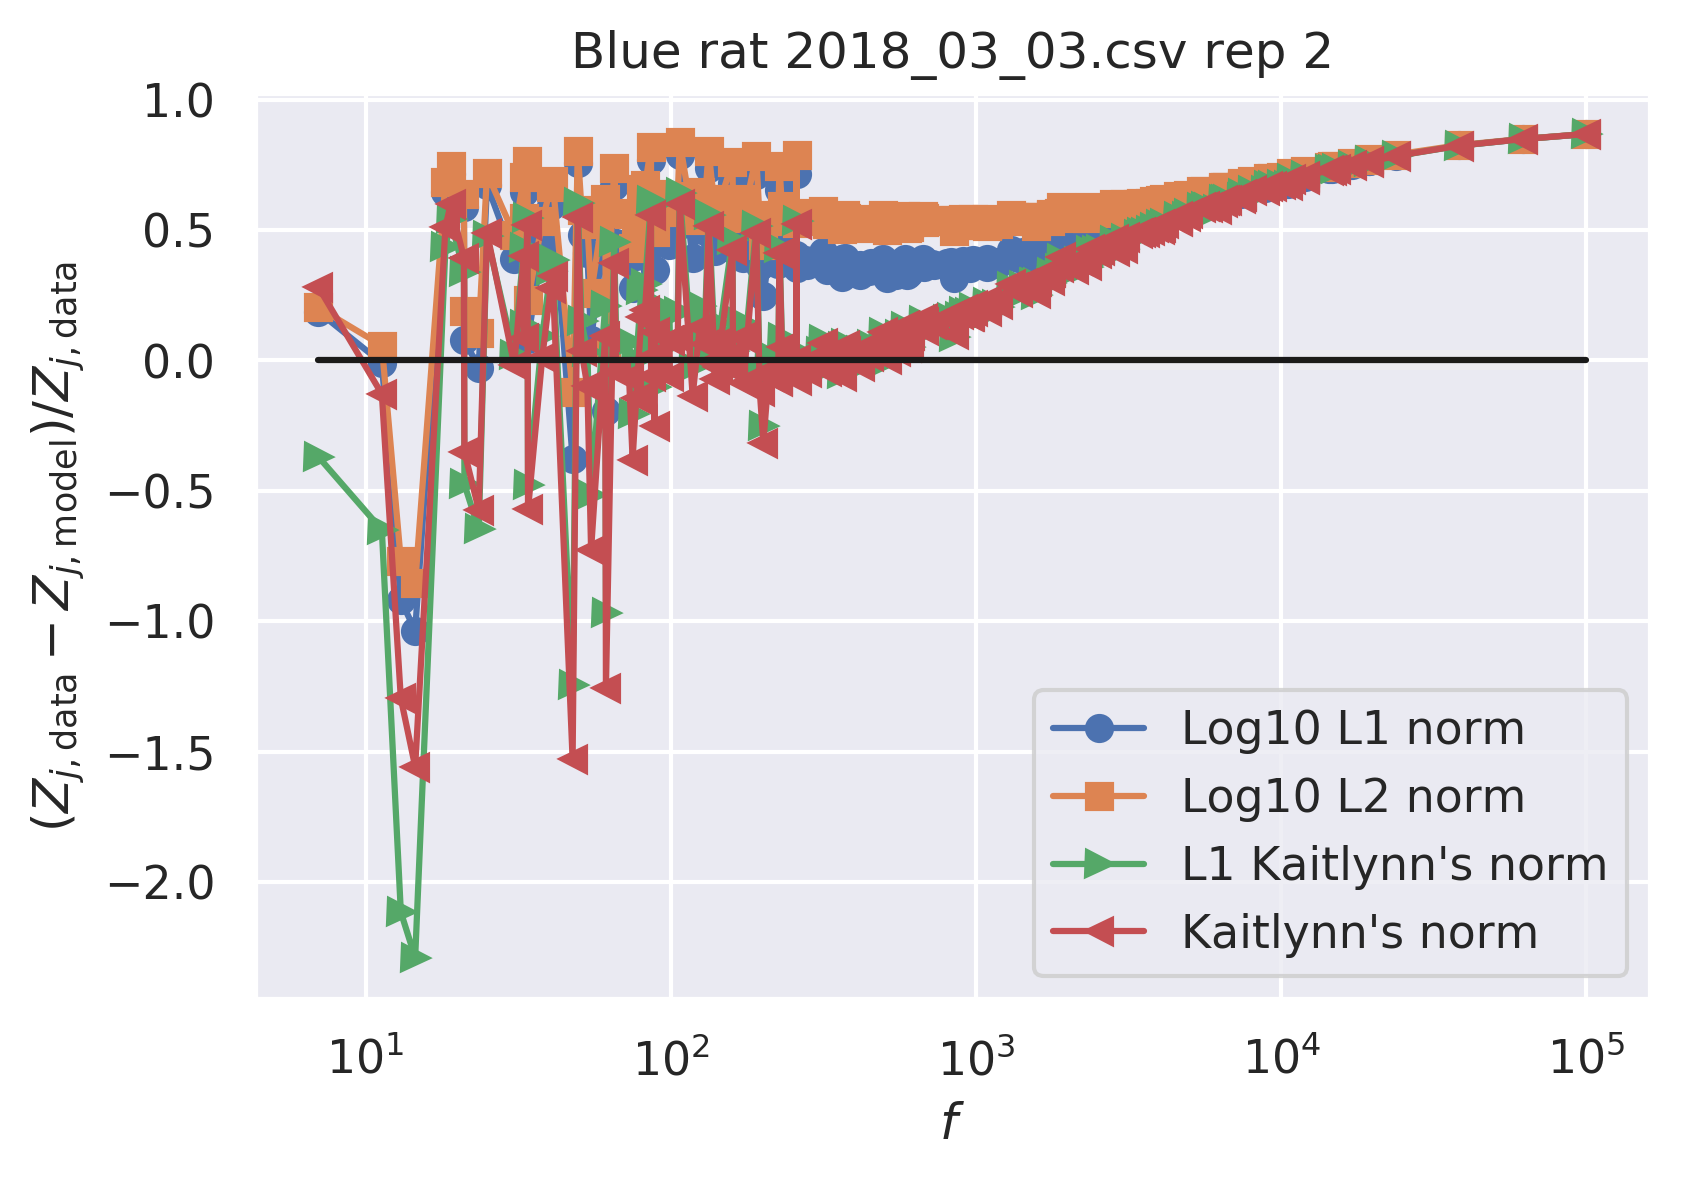 Blue rat 2018_03_03.csv rep 2
(Z_{j, data} − Z_{j, model})/Z_{j, data}
1.0
0.5
0.0
−0.5
−1.0
−1.5
−2.0
Log10 L1 norm
Log10 L2 norm
L1 Kaitlynn's norm
Kaitlynn's norm
10^1 10^2 10^3 10^4 10^5
f